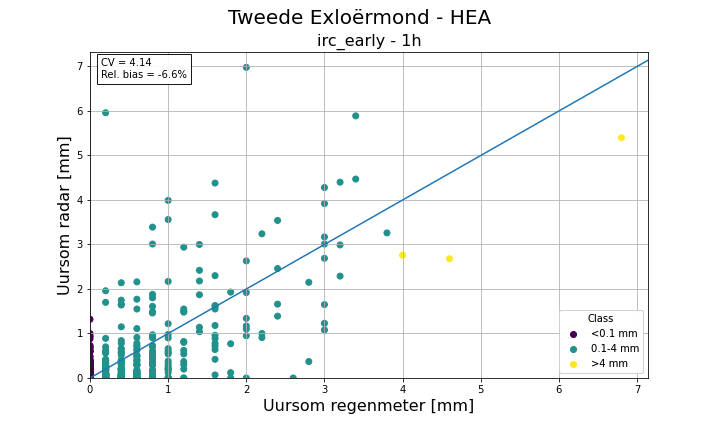 Tweede Exloërmond - HEA
irc_early - 1h
CV = 4.14
Rel. bias = -6.6%
Uursom radar [mm]
7
6
5
4
3
2
1
0
0 1 2 3 4 5 6 7
Uursom regenmeter [mm]
Class
<0.1 mm
0.1-4 mm
>4 mm